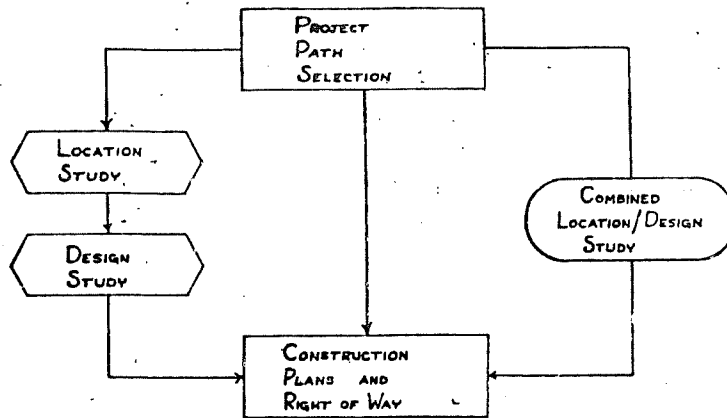 PROJECT
PATH
SELECTION
LOCATION
STUDY
DESIGN
STUDY
COMBINED
LOCATION/DESIGN
STUDY
CONSTRUCTION
PLANS AND
RIGHT OF WAY